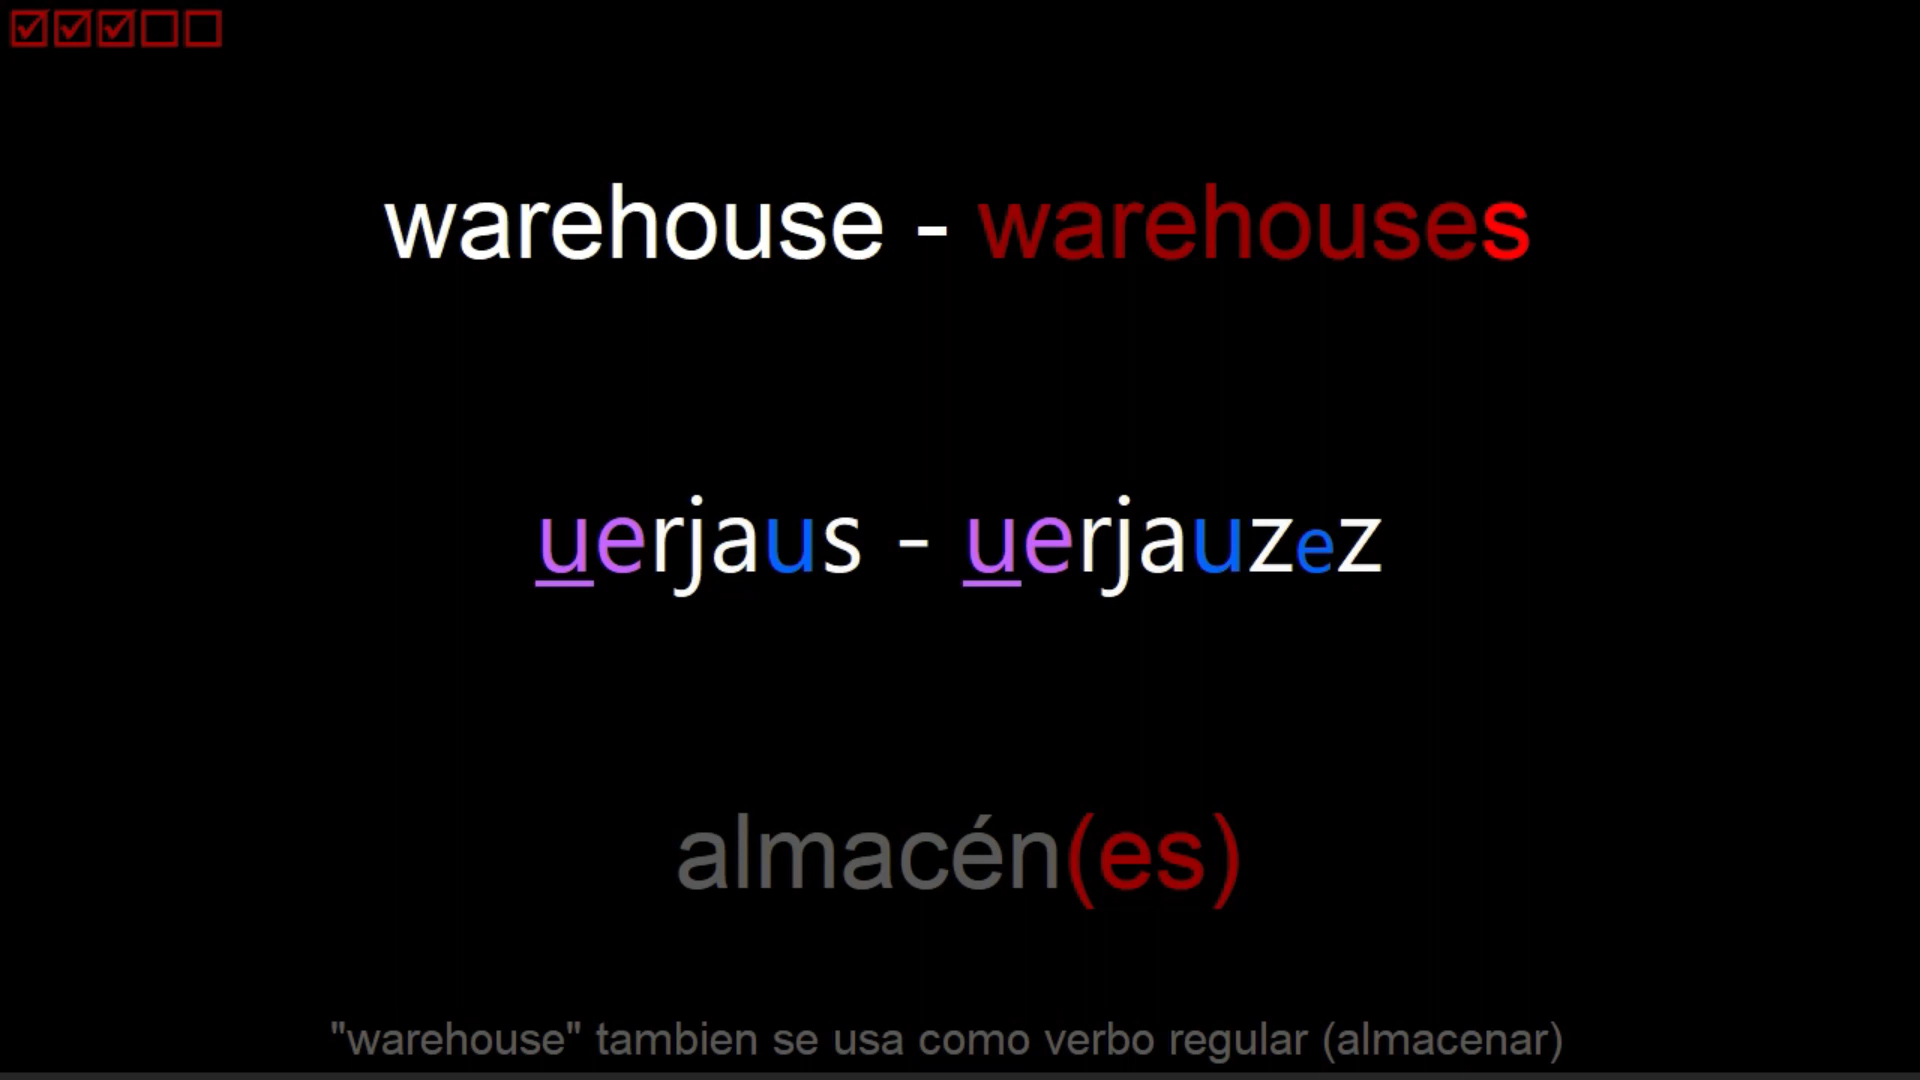 warehouse - warehouses
uerjaus - uerjauzez
almacén(es)
"warehouse" tambien se usa como verbo regular (almacenar)